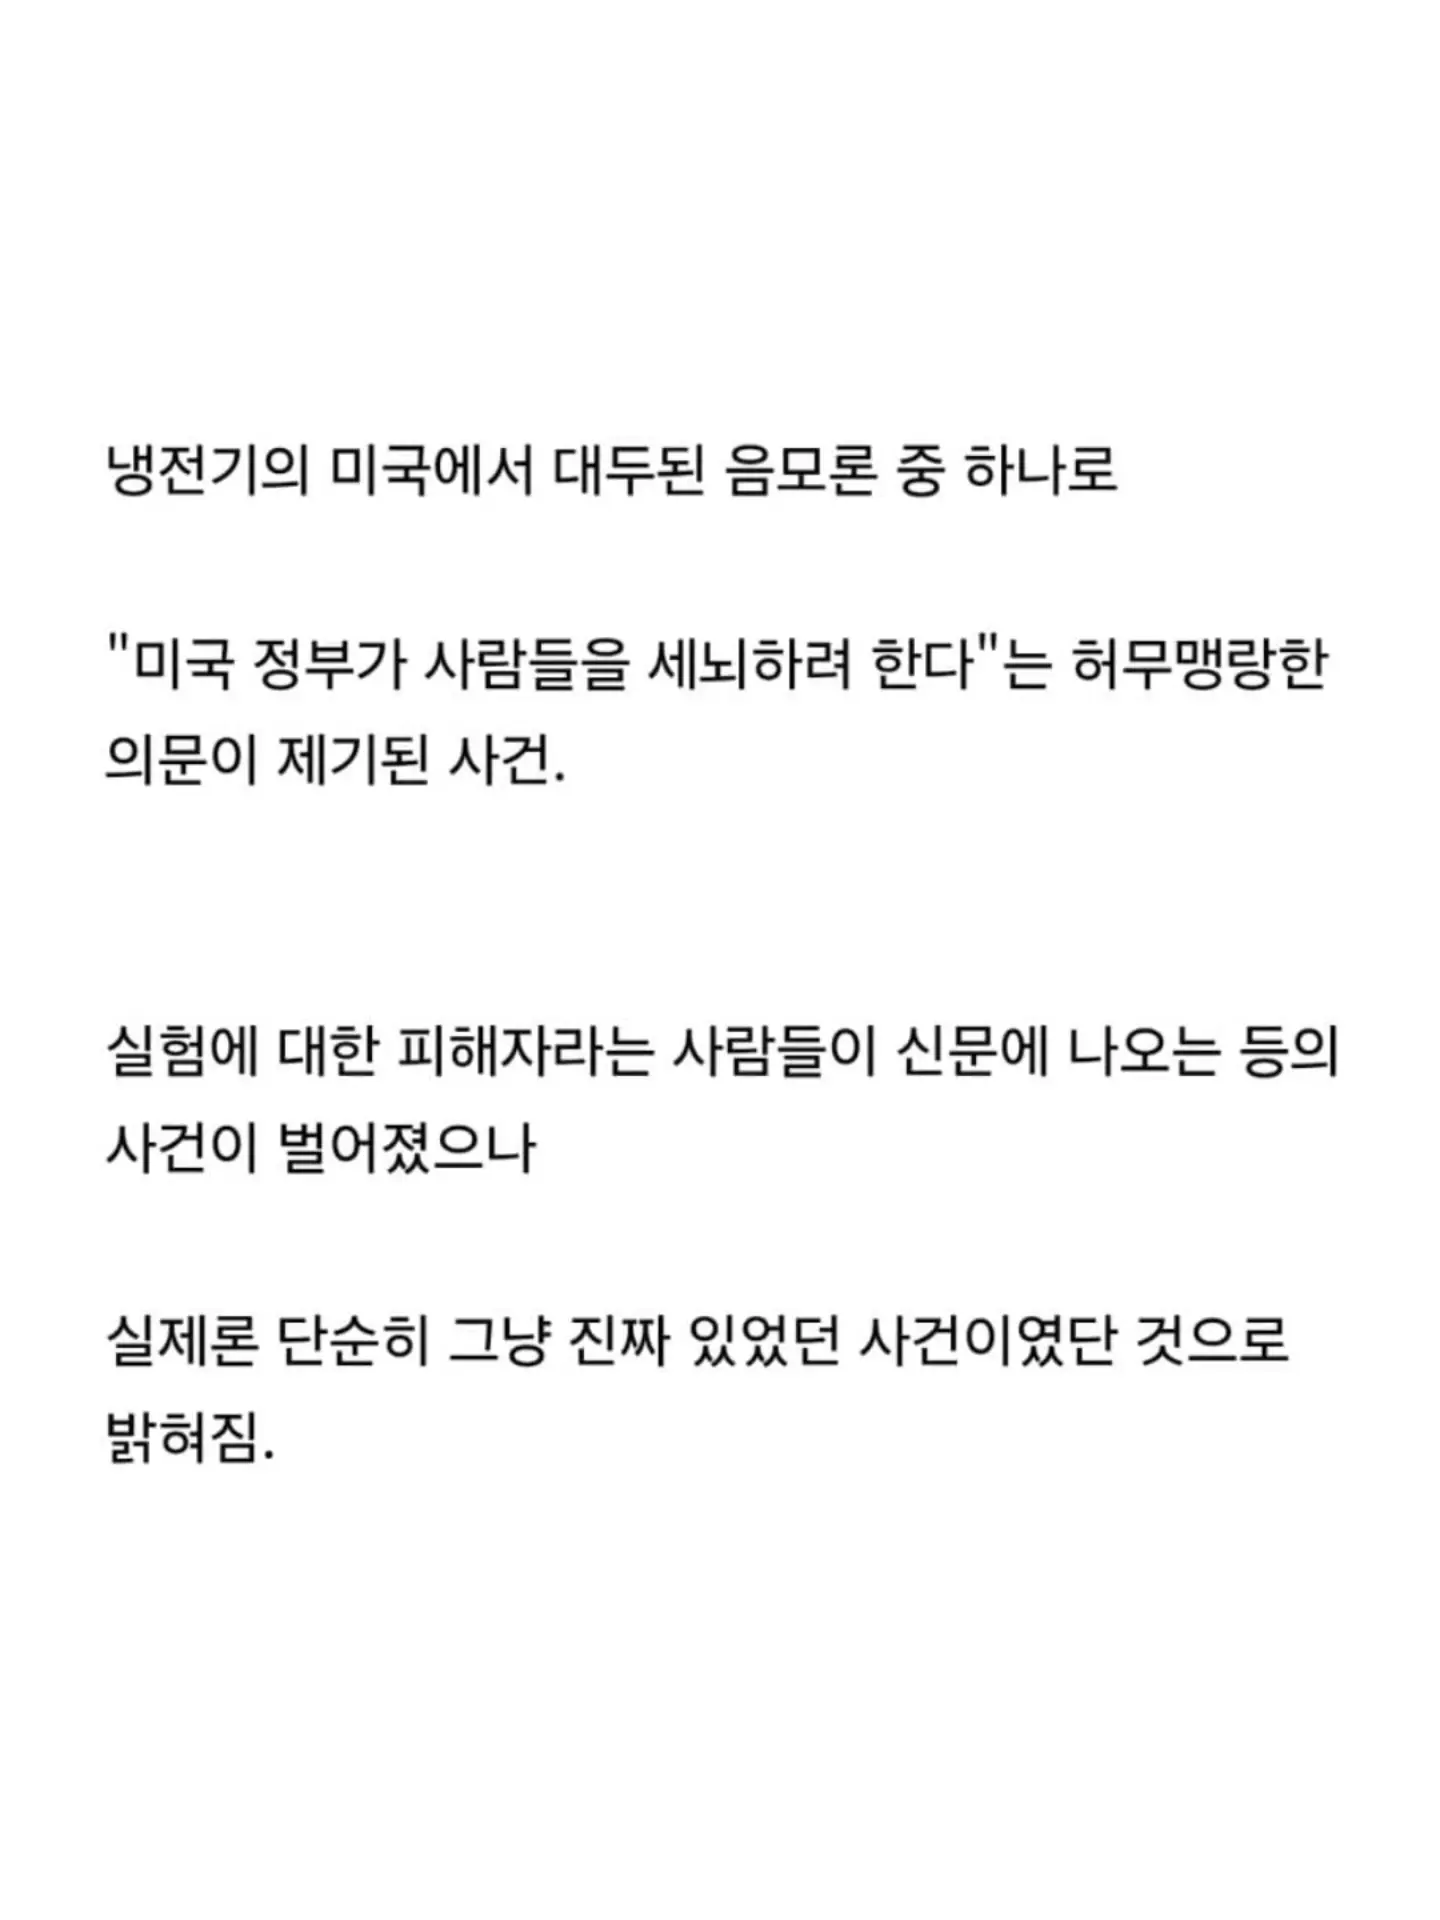 냉전기의 미국에서 대두된 음모론 중 하나로
"미국 정부가 사람들을 세뇌하려 한다"는 허무맹랑한
의문이 제기된 사건.
실험에 대한 피해자라는 사람들이 신문에 나오는 등의
사건이 벌어졌으나
실제론 단순히 그냥 진짜 있었던 사건이였단 것으로
밝혀짐.